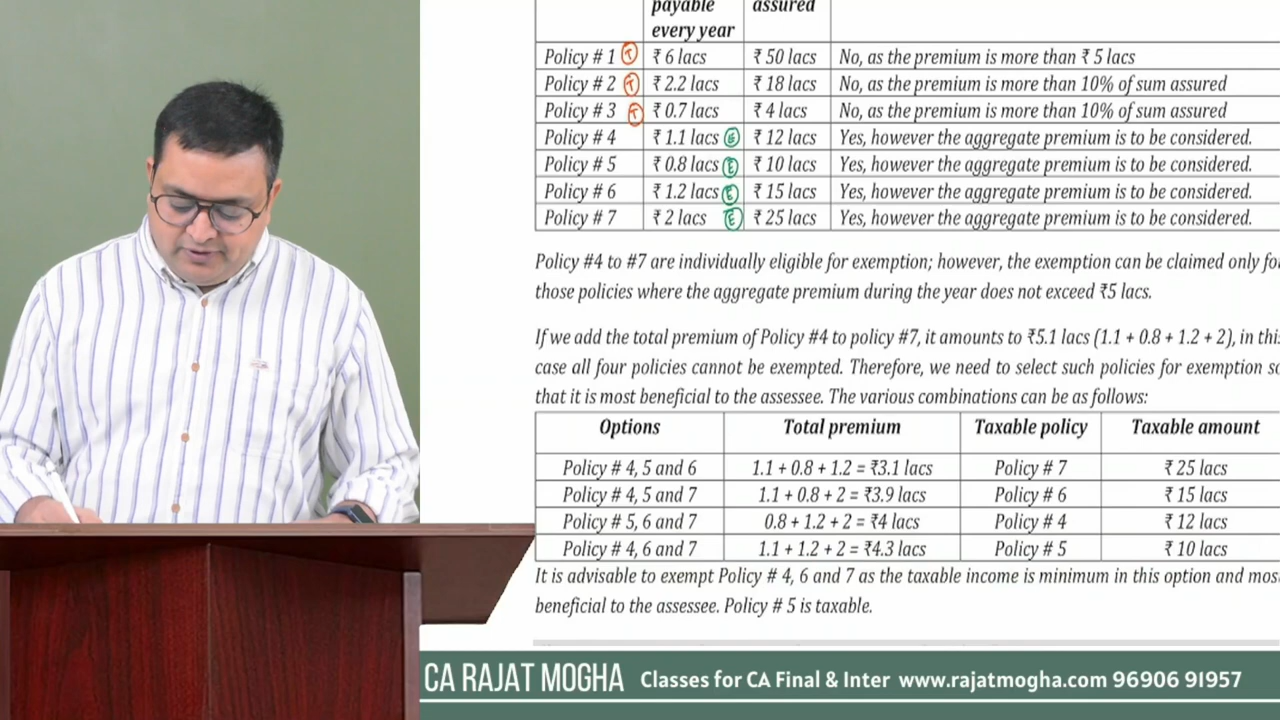 payable assured
every year
Policy # 1 T ₹ 6 lacs ₹ 50 lacs No, as the premium is more than ₹ 5 lacs
Policy # 2 T ₹ 2.2 lacs ₹ 18 lacs No, as the premium is more than 10% of sum assured
Policy # 3 T ₹ 0.7 lacs ₹ 4 lacs No, as the premium is more than 10% of sum assured
Policy # 4 ₹ 1.1 lacs E ₹ 12 lacs Yes, however the aggregate premium is to be considered.
Policy # 5 ₹ 0.8 lacs E ₹ 10 lacs Yes, however the aggregate premium is to be considered.
Policy # 6 ₹ 1.2 lacs E ₹ 15 lacs Yes, however the aggregate premium is to be considered.
Policy # 7 ₹ 2 lacs E ₹ 25 lacs Yes, however the aggregate premium is to be considered.
Policy #4 to #7 are individually eligible for exemption; however, the exemption can be claimed only fo
those policies where the aggregate premium during the year does not exceed ₹5 lacs.
If we add the total premium of Policy #4 to policy #7, it amounts to ₹5.1 lacs (1.1 + 0.8 + 1.2 + 2), in this
case all four policies cannot be exempted. Therefore, we need to select such policies for exemption so
that it is most beneficial to the assessee. The various combinations can be as follows:
Options Total premium Taxable policy Taxable amount
Policy # 4, 5 and 6 1.1 + 0.8 + 1.2 = ₹3.1 lacs Policy # 7 ₹ 25 lacs
Policy # 4, 5 and 7 1.1 + 0.8 + 2 = ₹3.9 lacs Policy # 6 ₹ 15 lacs
Policy # 5, 6 and 7 0.8 + 1.2 + 2 = ₹4 lacs Policy # 4 ₹ 12 lacs
Policy # 4, 6 and 7 1.1 + 1.2 + 2 = ₹4.3 lacs Policy # 5 ₹ 10 lacs
It is advisable to exempt Policy # 4, 6 and 7 as the taxable income is minimum in this option and mos
beneficial to the assessee. Policy # 5 is taxable.
CA RAJAT MOGHA Classes for CA Final & Inter www.rajatmogha.com 96906 91957